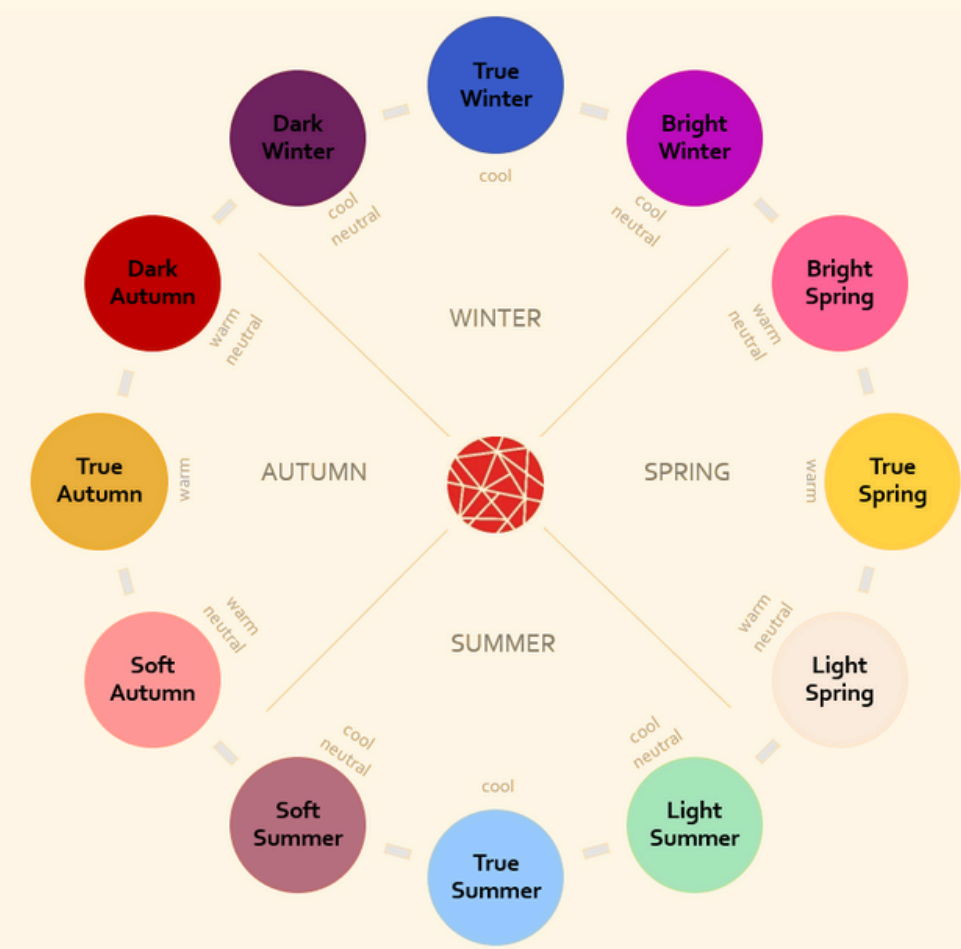 True
Winter
Dark
Winter
Bright
Winter
cool
cool
neutral
cool
neutral
Dark
Autumn
Bright
Spring
warm
neutral
WINTER
warm
neutral
True
Autumn
warm
AUTUMN
SPRING
warm
True
Spring
warm
neutral
SUMMER
warm
neutral
Soft
Autumn
Light
Spring
cool
neutral
cool
cool
neutral
Soft
Summer
True
Summer
Light
Summer